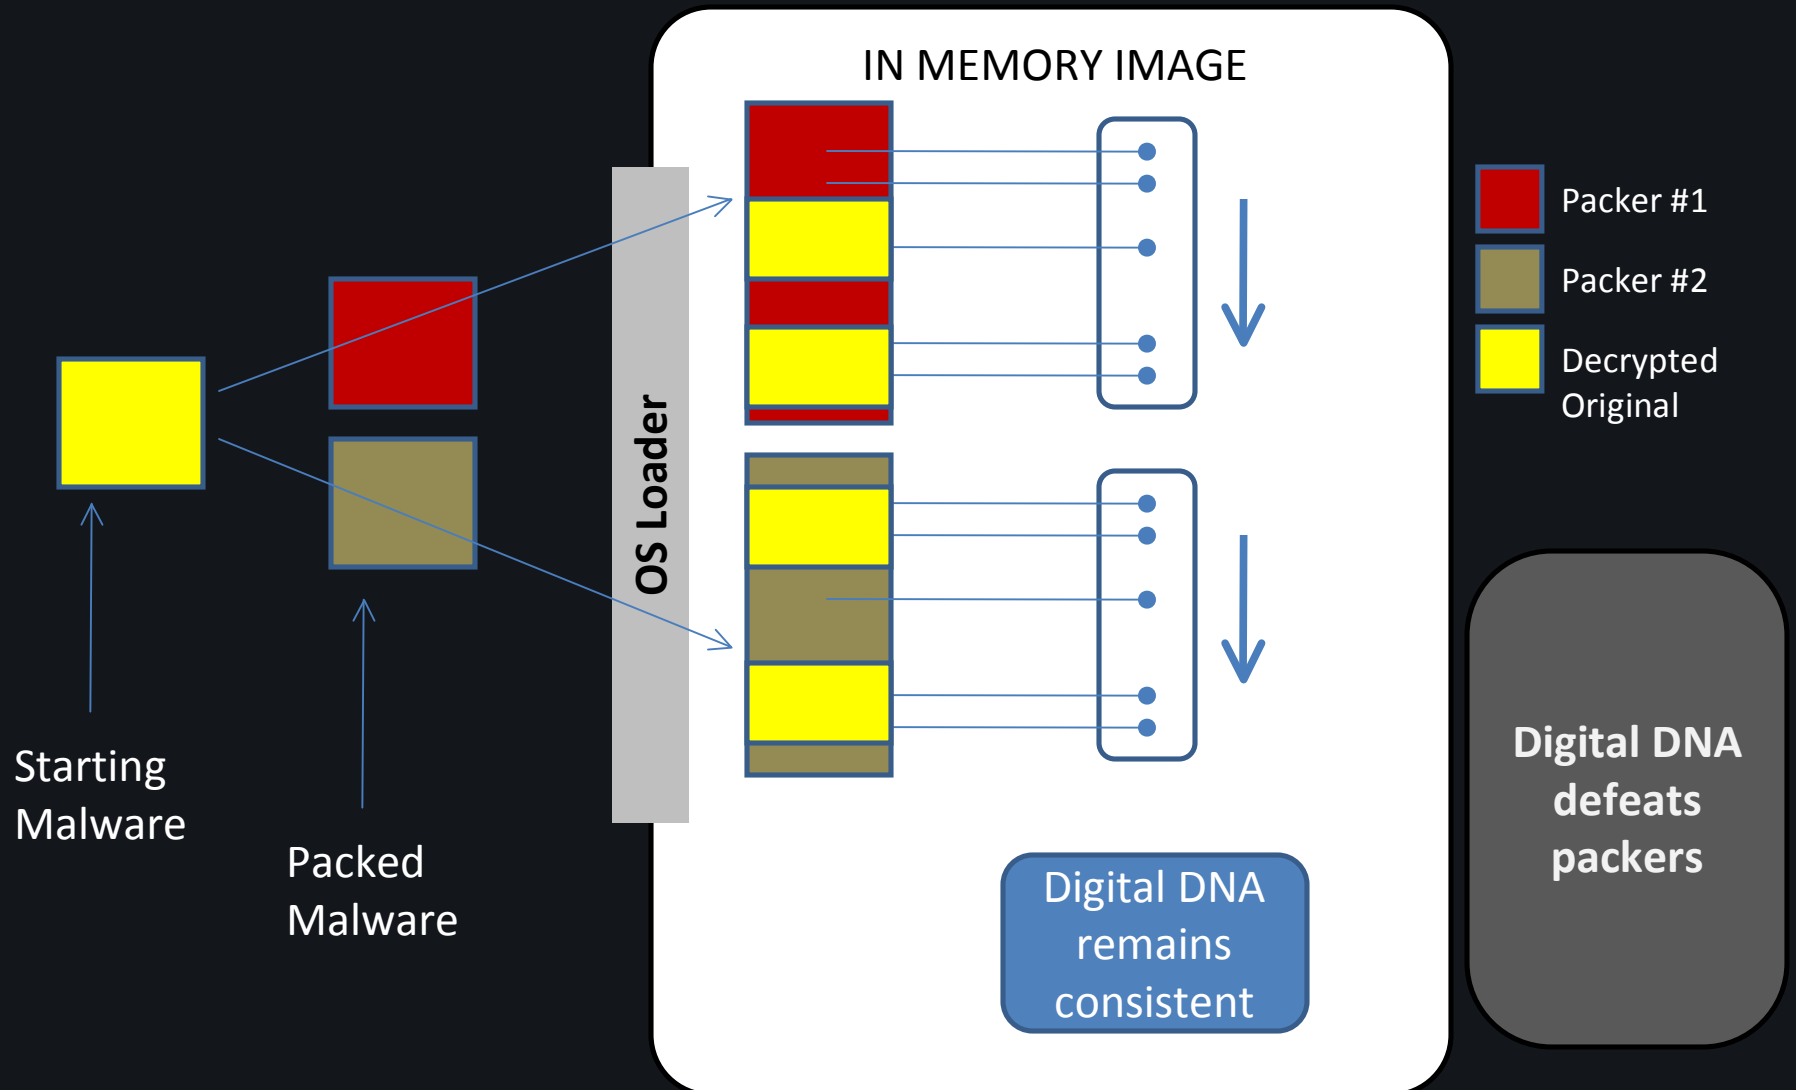 IN MEMORY IMAGE
OS Loader
Starting
Malware
Packed
Malware
Packer #1
Packer #2
Decrypted
Original
Digital DNA
remains
consistent
Digital DNA
defeats
packers